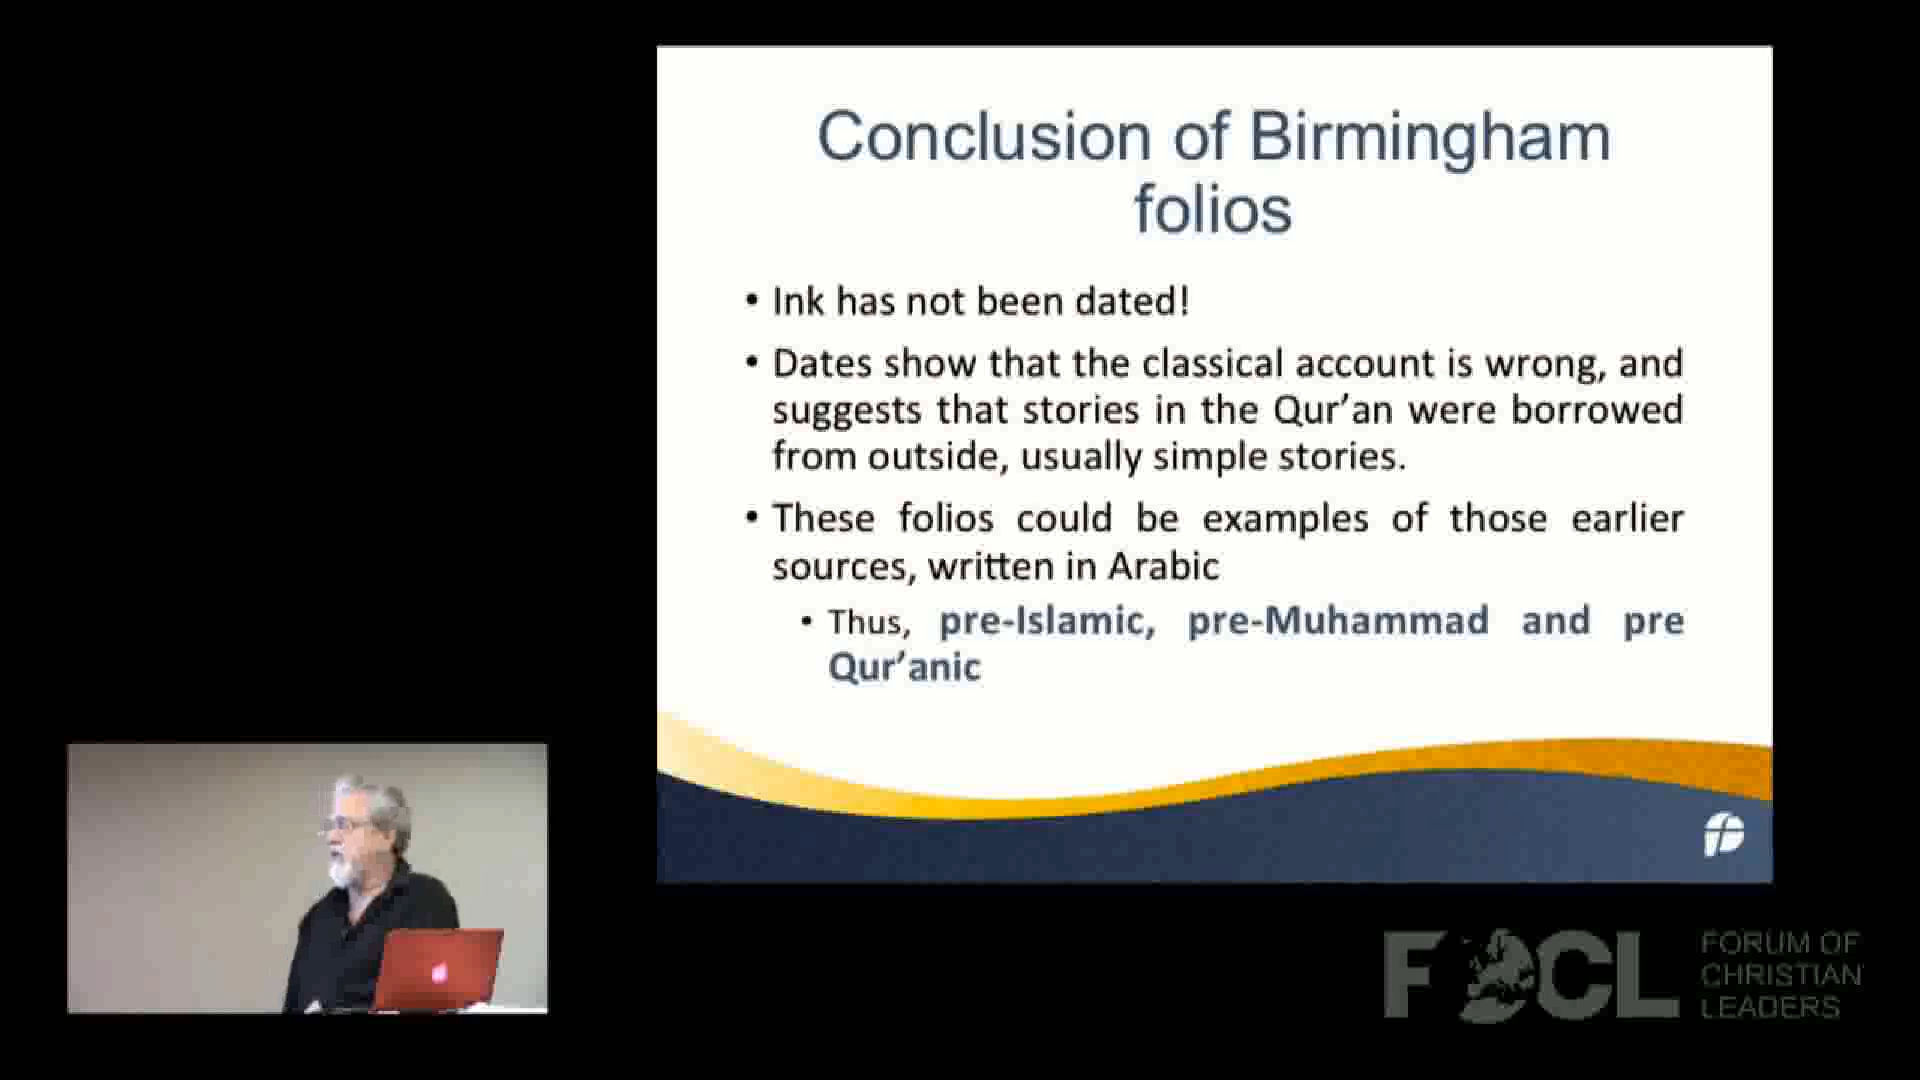 Conclusion of Birmingham
folios
• Ink has not been dated!
• Dates show that the classical account is wrong, and
suggests that stories in the Qur’an were borrowed
from outside, usually simple stories.
• These folios could be examples of those earlier
sources, written in Arabic
• Thus, pre-Islamic, pre-Muhammad and pre
Qur’anic
FOCL
FORUM OF
CHRISTIAN
LEADERS